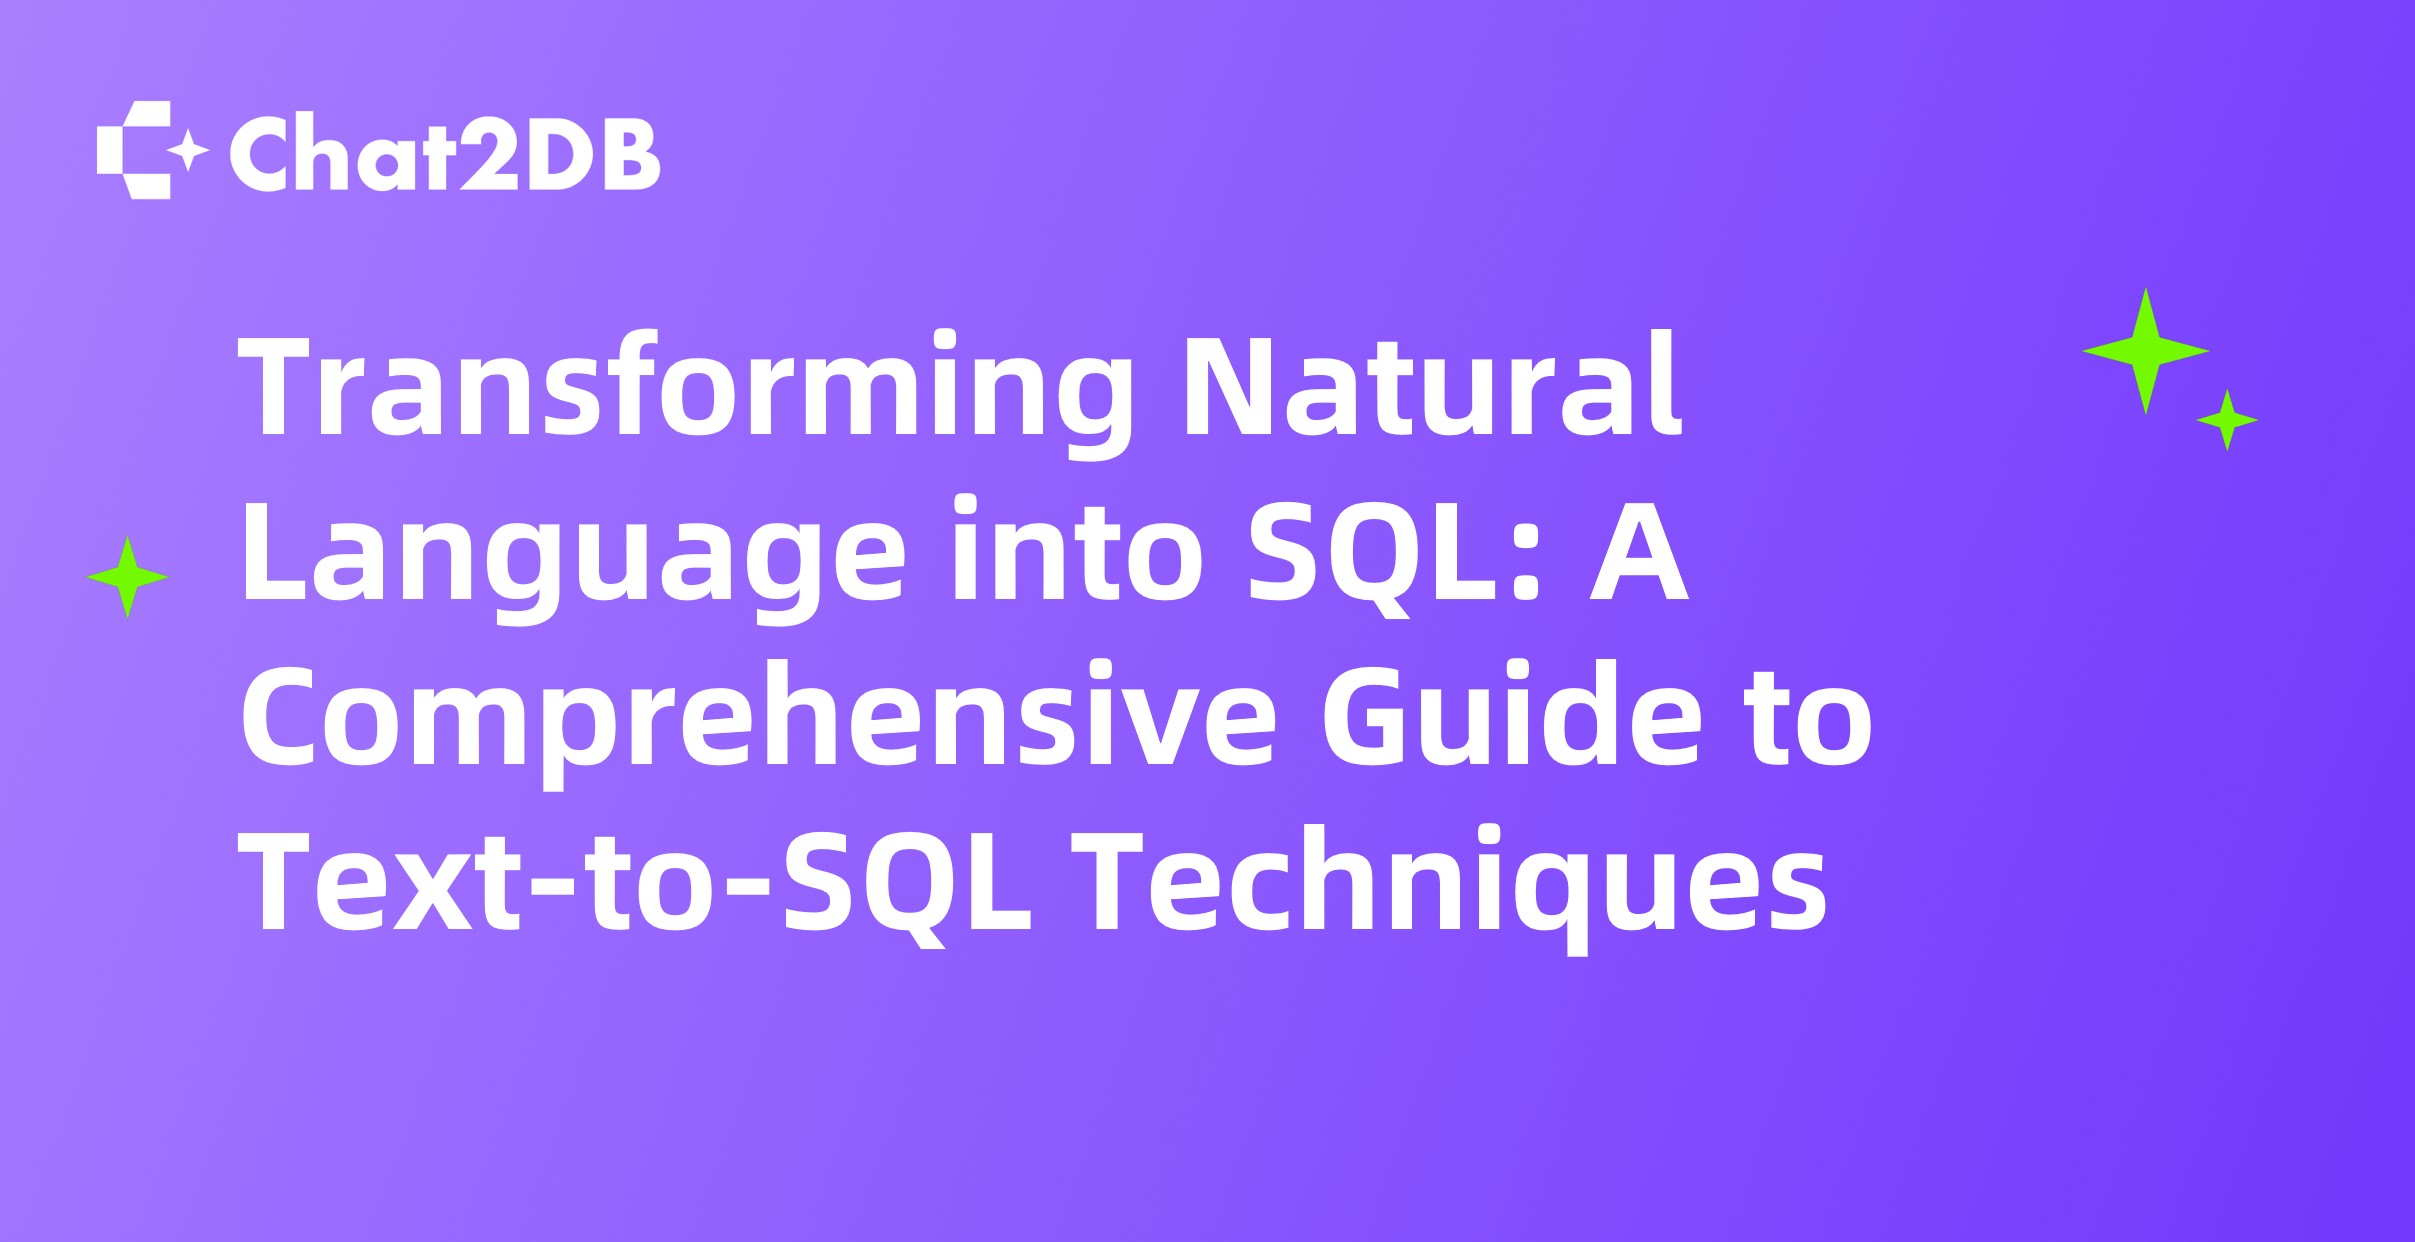 Chat2DB
Transforming Natural
Language into SQL: A
Comprehensive Guide to
Text-to-SQL Techniques